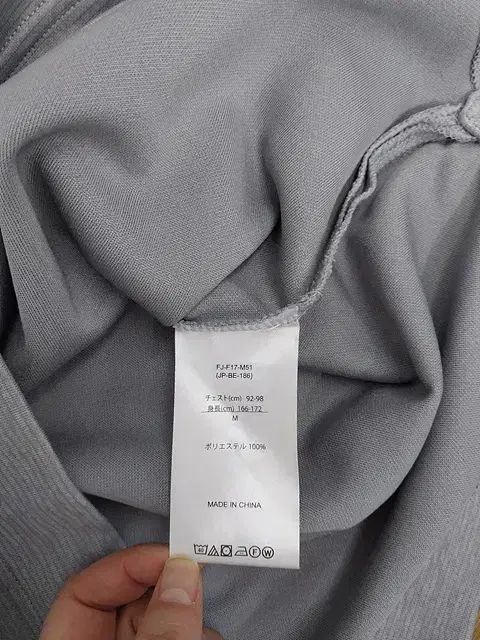 FJ-F17-M51
(JP-BE-186)
チェスト(cm) 92-98
身長(cm) 166-172
M
ポリエステル 100%
MADE IN CHINA
40 F W